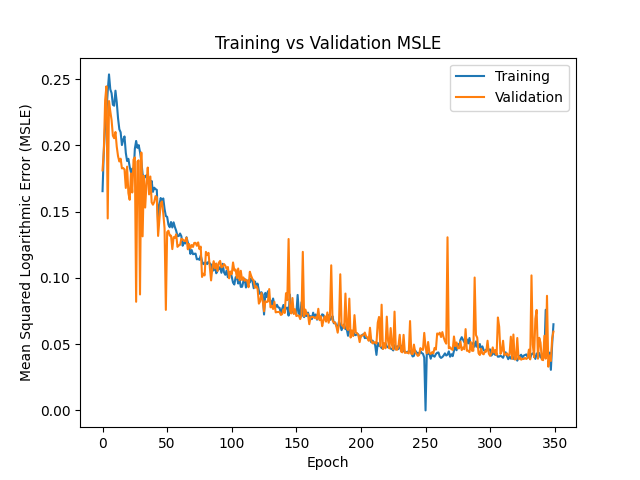 Training vs Validation MSLE
Training
Validation
Mean Squared Logarithmic Error (MSLE)
0.25
0.20
0.15
0.10
0.05
0.00
0 50 100 150 200 250 300 350
Epoch